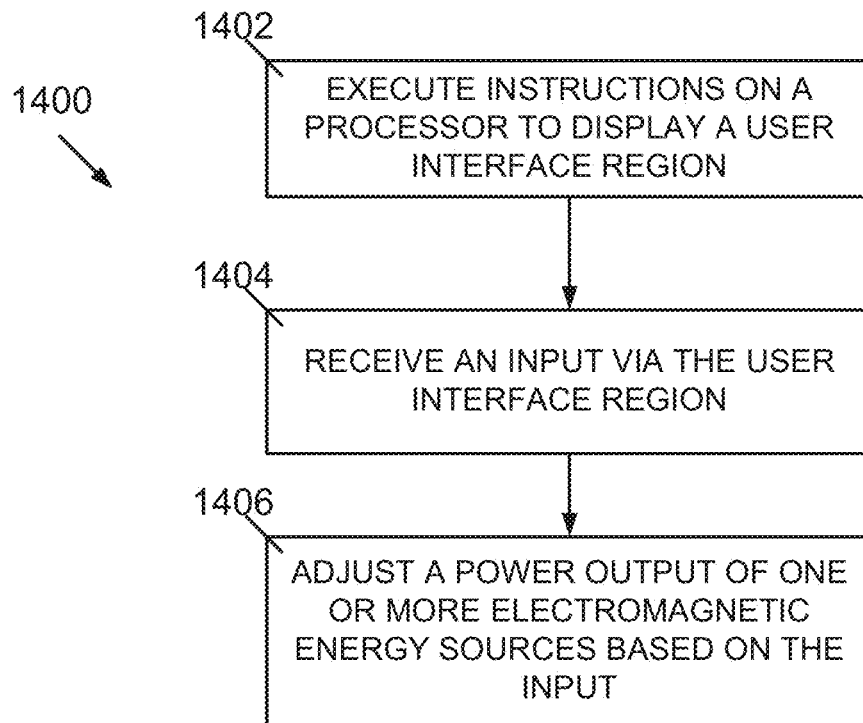 1402
EXECUTE INSTRUCTIONS ON A
PROCESSOR TO DISPLAY A USER
INTERFACE REGION
1400
1404
RECEIVE AN INPUT VIA THE USER
INTERFACE REGION
1406
ADJUST A POWER OUTPUT OF ONE
OR MORE ELECTROMAGNETIC
ENERGY SOURCES BASED ON THE
INPUT